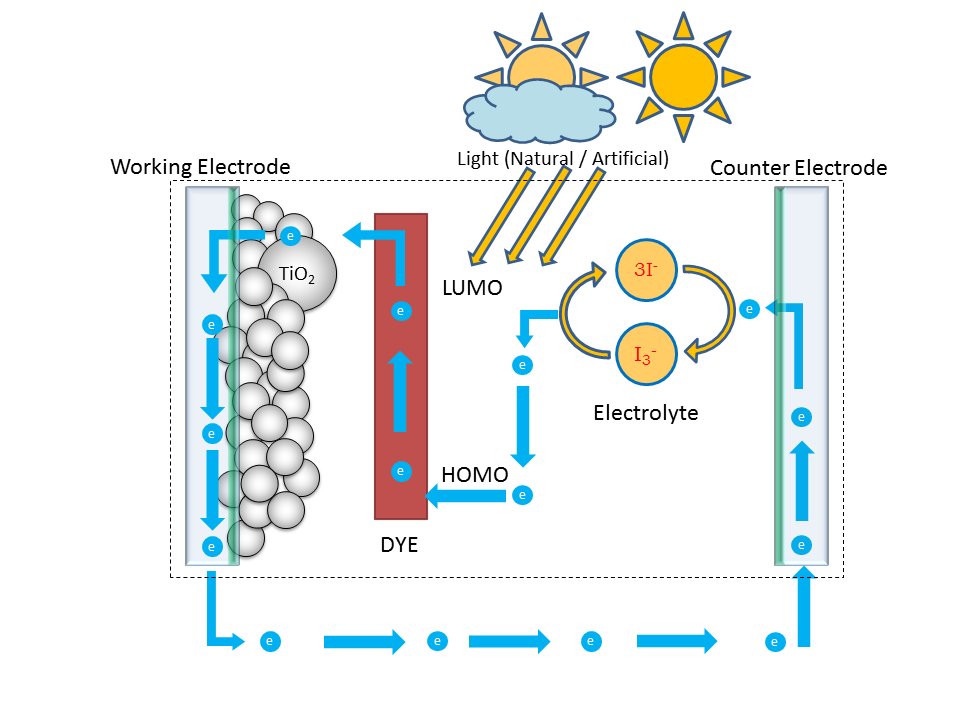 Light (Natural / Artificial)
Working Electrode
Counter Electrode
e
TiO₂
3I⁻
LUMO
e
e
e
I₃⁻
e
Electrolyte
e
e
e
HOMO
e
DYE
e
e
e
e
e
e